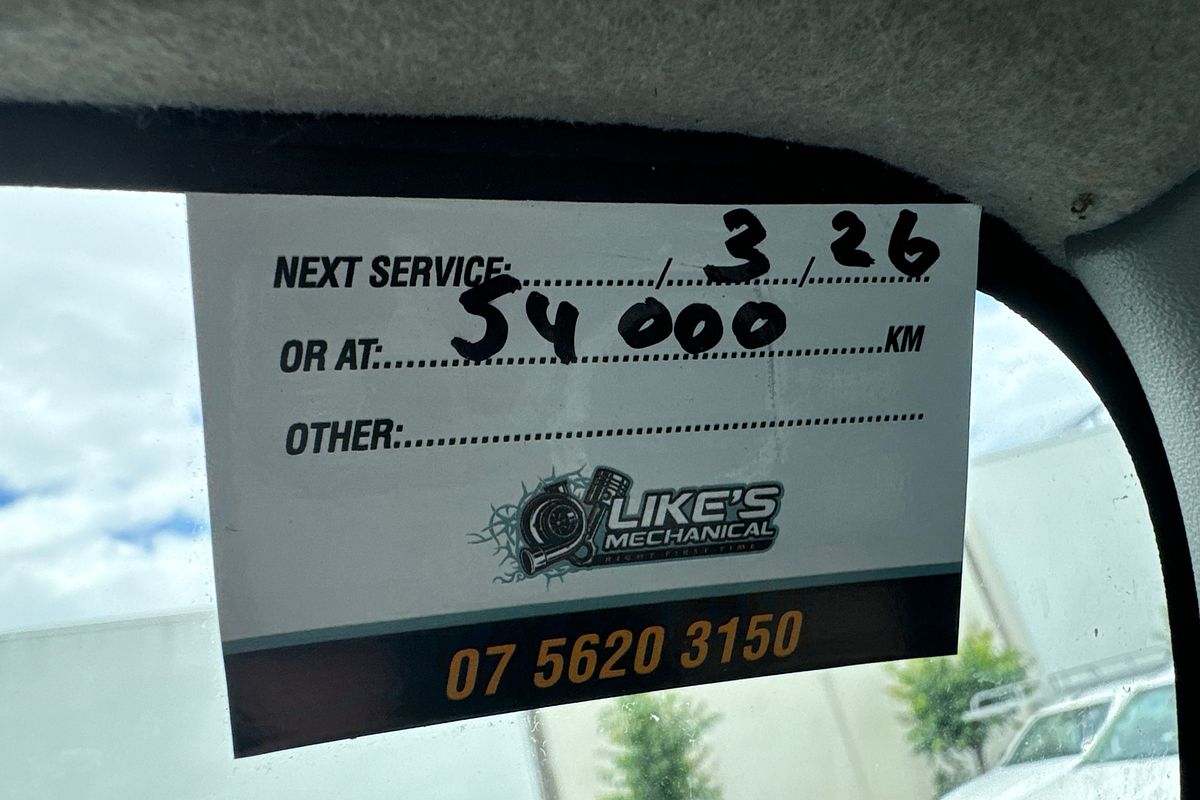 NEXT SERVICE:............/...3.../.26
OR AT:....54 000........KM
OTHER:................................................
LIKE'S
MECHANICAL
RIGHT FIRST TIME
07 5620 3150